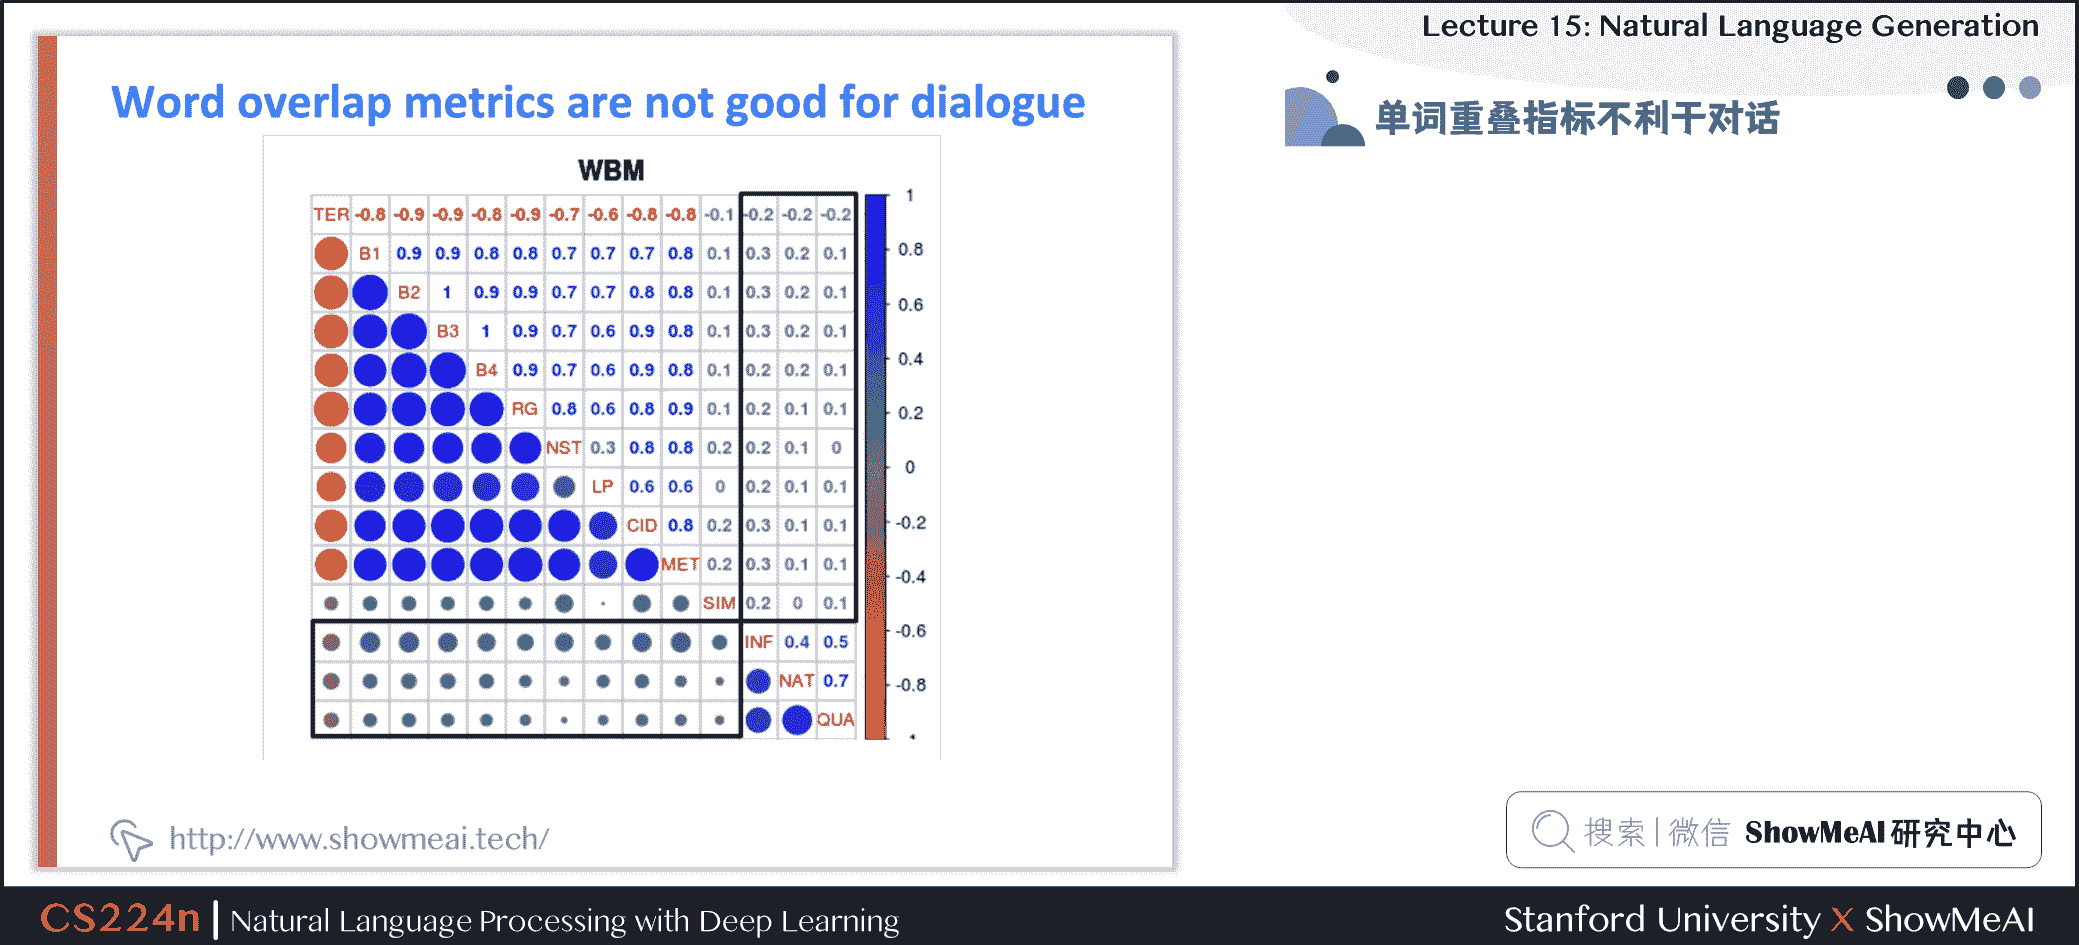 Lecture 15: Natural Language Generation
Word overlap metrics are not good for dialogue
单词重叠指标不利于对话
WBM
TER -0.8 -0.9 -0.9 -0.8 -0.9 -0.7 -0.6 -0.8 -0.8 -0.1 -0.2 -0.2 -0.2
B1 0.9 0.9 0.8 0.8 0.7 0.7 0.7 0.8 0.1 0.3 0.2 0.1
B2 1 0.9 0.9 0.7 0.7 0.8 0.8 0.1 0.3 0.2 0.1
B3 1 0.9 0.7 0.6 0.9 0.8 0.1 0.3 0.2 0.1
B4 0.9 0.7 0.6 0.9 0.8 0.1 0.2 0.2 0.1
RG 0.8 0.6 0.8 0.9 0.1 0.2 0.1 0.1
NST 0.3 0.8 0.8 0.2 0.2 0.1 0
LP 0.6 0.6 0 0.2 0.1 0.1
CID 0.8 0.2 0.3 0.1 0.1
MET 0.2 0.3 0.1 0.1
SIM 0.2 0 0.1
INF 0.4 0.5
NAT 0.7
QUA
1
0.8
0.6
0.4
0.2
0
-0.2
-0.4
-0.6
-0.8
http://www.showmeai.tech/
搜索|微信 ShowMeAI 研究中心
CS224n | Natural Language Processing with Deep Learning
Stanford University X ShowMeAI